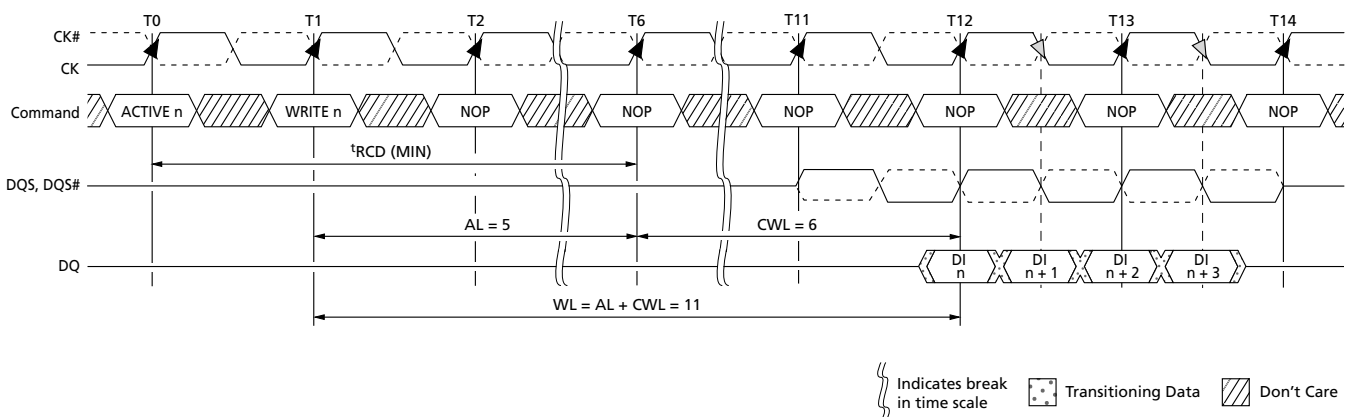 T0 T1 T2 T6 T11 T12 T13 T14
CK#
CK
Command ACTIVE n WRITE n NOP NOP NOP NOP NOP NOP
tRCD (MIN)
DQS, DQS#
AL = 5 CWL = 6
DQ DI n DI n + 1 DI n + 2 DI n + 3
WL = AL + CWL = 11
Indicates break
in time scale
Transitioning Data
Don't Care